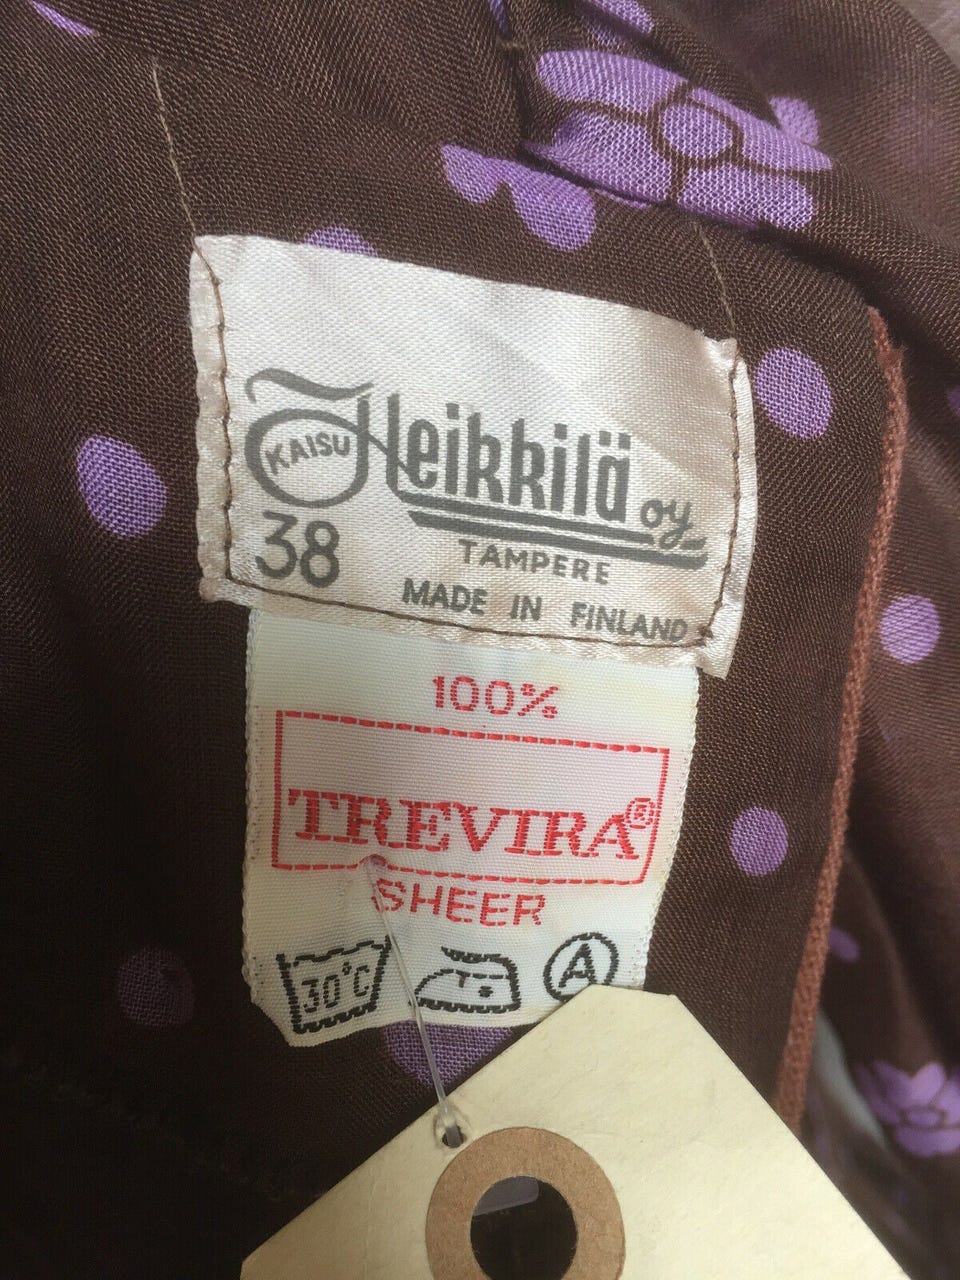 KAISU Heikkilä oy
38
TAMPERE
MADE IN FINLAND
100%
TREVIRA®
SHEER
30°C
A